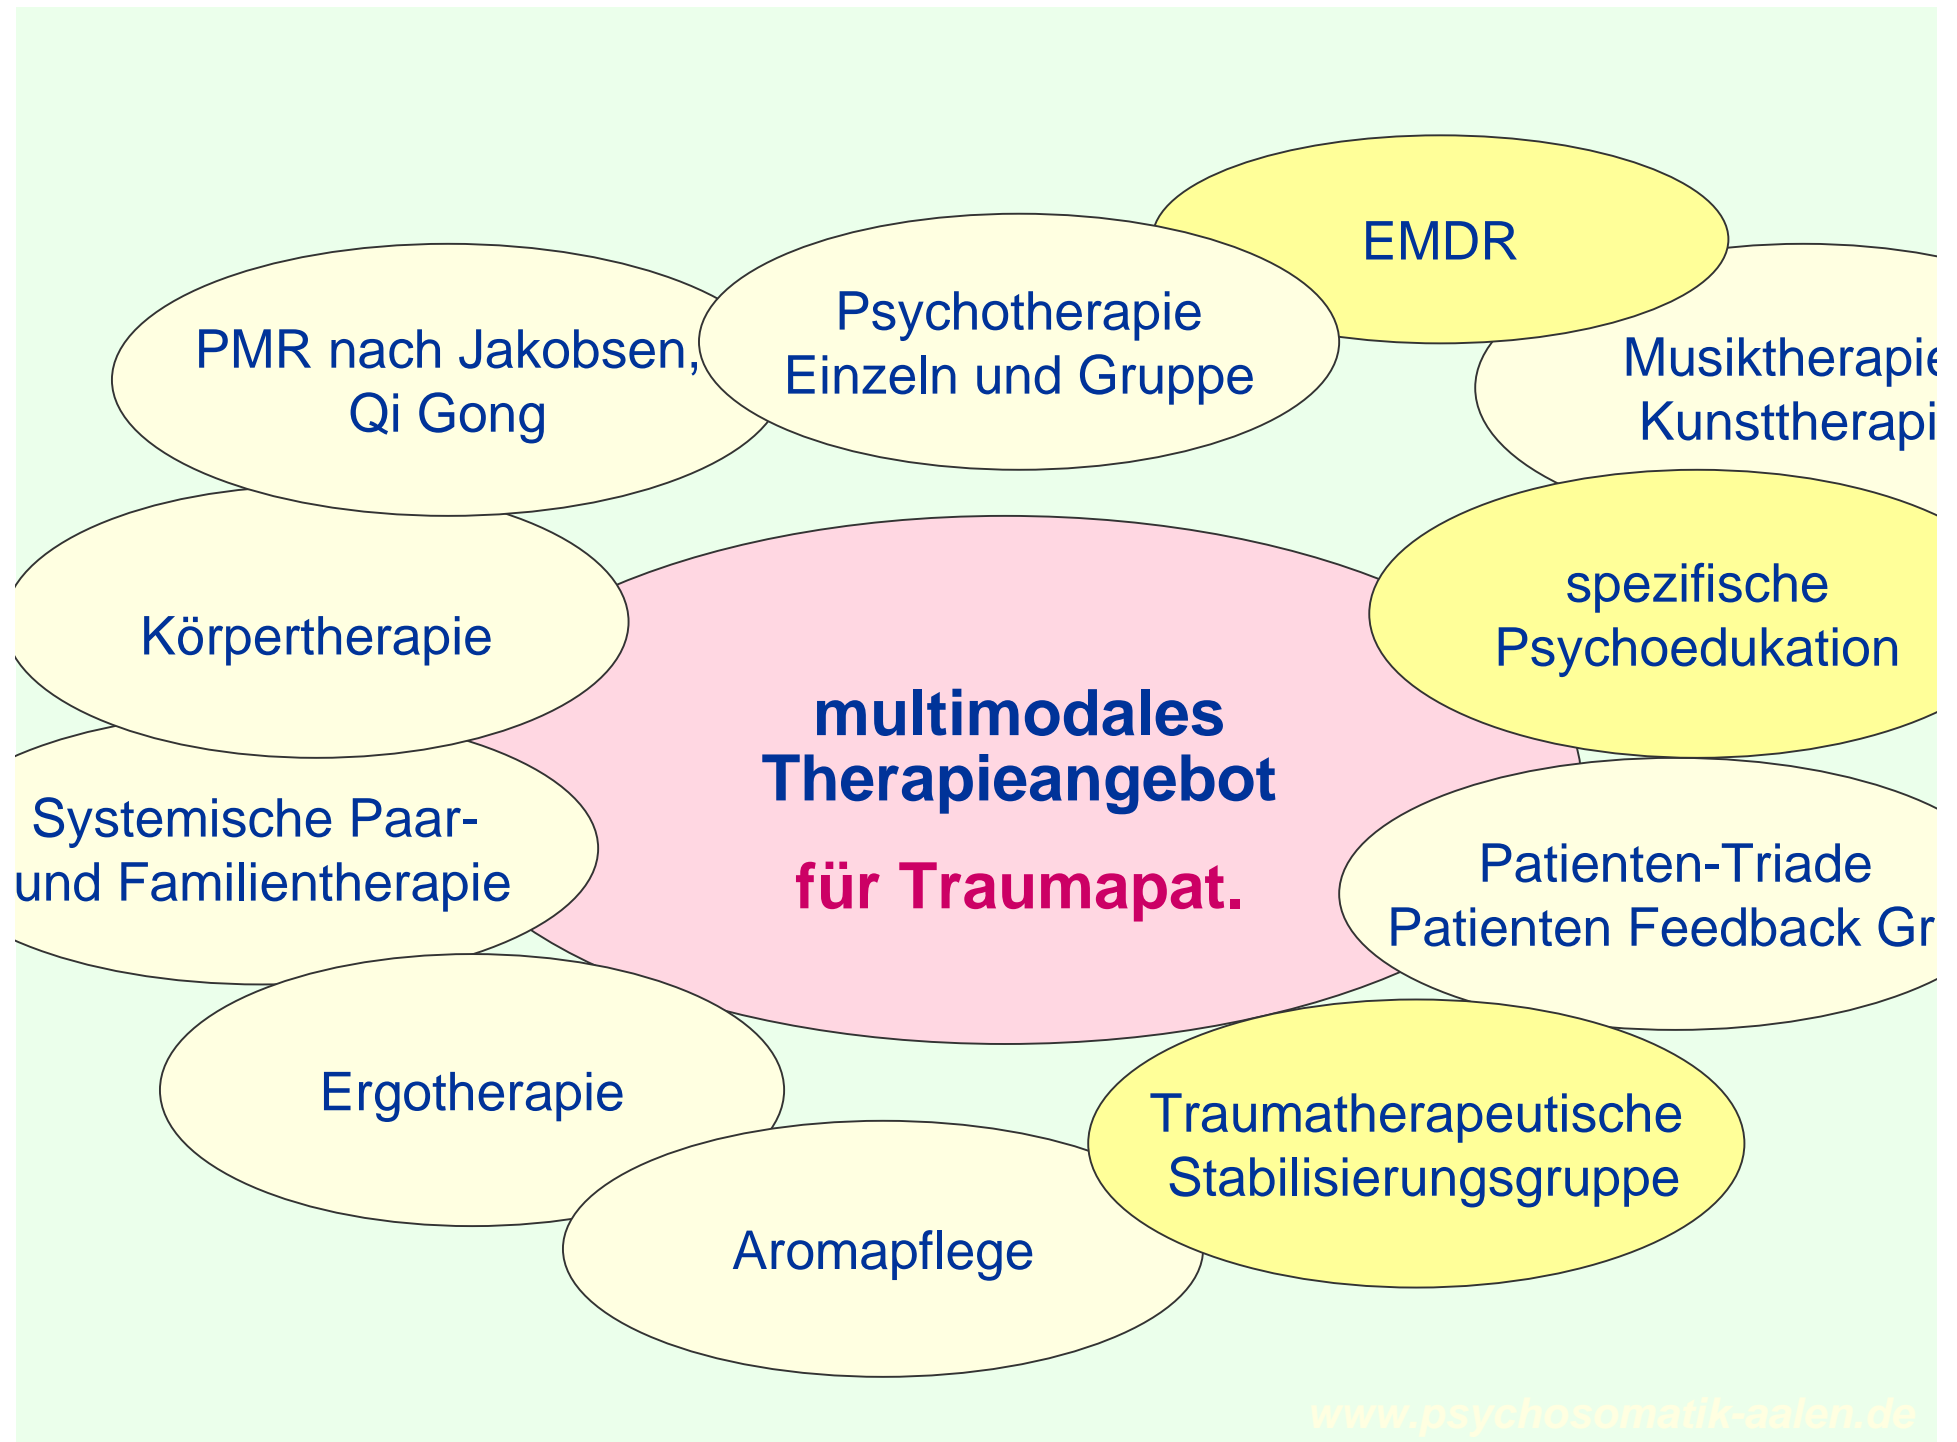 EMDR
Psychotherapie
Einzeln und Gruppe
PMR nach Jakobsen,
Qi Gong
Musiktherapie
Kunsttherapi
spezifische
Psychoedukation
Körpertherapie
multimodales
Therapieangebot
für Traumapat.
Systemische Paar-
und Familientherapie
Patienten-Triade
Patienten Feedback Gr
Ergotherapie
Traumatherapeutische
Stabilisierungsgruppe
Aromapflege
www.psychosomatik-aalen.de